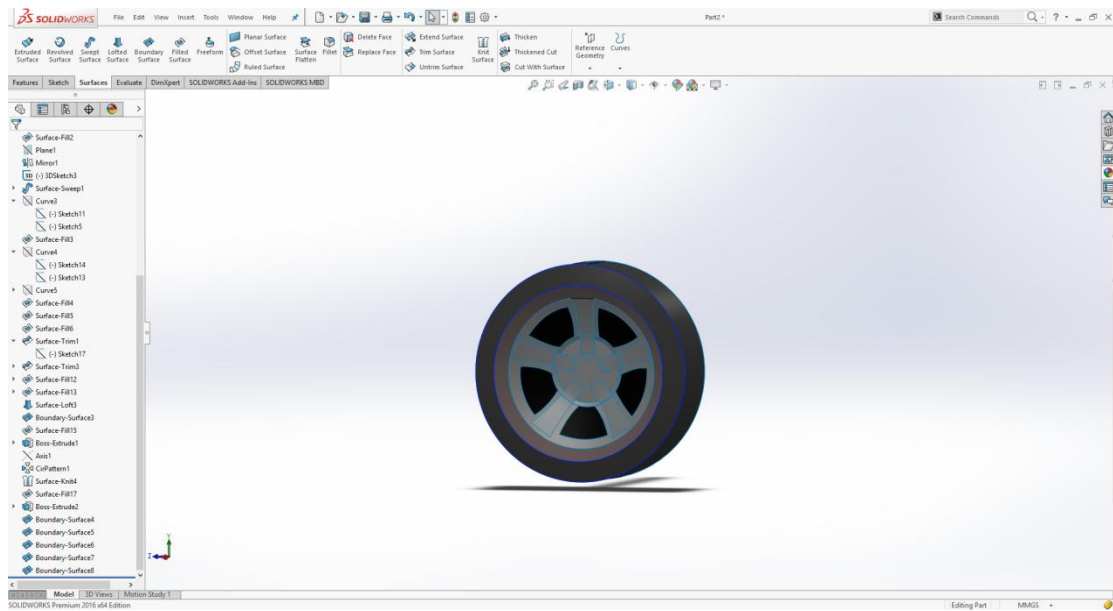 SOLIDWORKS File Edit View Insert Tools Window Help Part2 * Search Commands
Extruded Surface Revolved Surface Swept Surface Lofted Surface Boundary Surface Filled Surface Freeform
Planar Surface
Offset Surface
Ruled Surface
Surface Flatten Fillet
Delete Face
Replace Face
Extend Surface
Trim Surface
Untrim Surface
Knit Surface
Thicken
Thickened Cut
Cut With Surface
Reference Geometry Curves
Features Sketch Surfaces Evaluate DimXpert SOLIDWORKS Add-Ins SOLIDWORKS MBD
Surface-Fill2
Plane1
Mirror1
3D (-) 3DSketch3
Surface-Sweep1
Curve3
(-) Sketch11
(-) Sketch5
Surface-Fill3
Curve4
(-) Sketch14
(-) Sketch13
Curve5
Surface-Fill4
Surface-Fill5
Surface-Fill6
Surface-Trim1
(-) Sketch17
Surface-Trim3
Surface-Fill12
Surface-Fill13
Surface-Loft3
Boundary-Surface3
Surface-Fill15
Boss-Extrude1
Axis1
CirPattern1
Surface-Knit4
Surface-Fill17
Boss-Extrude2
Boundary-Surface4
Boundary-Surface5
Boundary-Surface6
Boundary-Surface7
Boundary-Surface8
Y
Z
Model 3D Views Motion Study 1
SOLIDWORKS Premium 2016 x64 Edition Editing Part MMGS